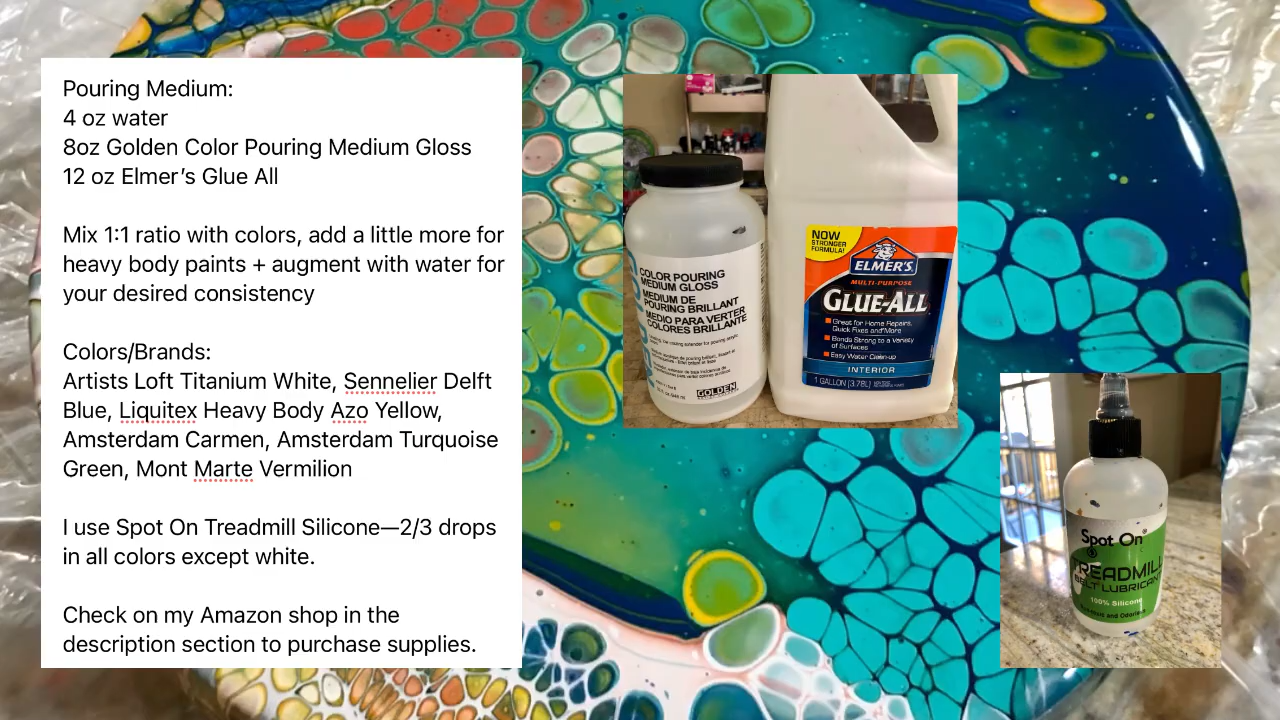 Pouring Medium:
4 oz water
8oz Golden Color Pouring Medium Gloss
12 oz Elmer's Glue All
Mix 1:1 ratio with colors, add a little more for
heavy body paints + augment with water for
your desired consistency
Colors/Brands:
Artists Loft Titanium White, Sennelier Delft
Blue, Liquitex Heavy Body Azo Yellow,
Amsterdam Carmen, Amsterdam Turquoise
Green, Mont Marte Vermilion
I use Spot On Treadmill Silicone—2/3 drops
in all colors except white.
Check on my Amazon shop in the
description section to purchase supplies.
COLOR POURING
MEDIUM GLOSS
MEDIUM DE
POURING BRILLANT
MEDIO PARA VERTER
COLORES BRILLANTE
GOLDEN
NOW
STRONGER
FORMULA!
ELMER'S
MULTI-PURPOSE
GLUE-ALL
Great for Home Repairs,
Quick Fixes and More
Bonds Strong to a Variety
of Surfaces
Easy Water Clean-up
INTERIOR
1 GALLON (3.78L)
Spot On
TREADMILL
BELT LUBRICANT
100% Silicone